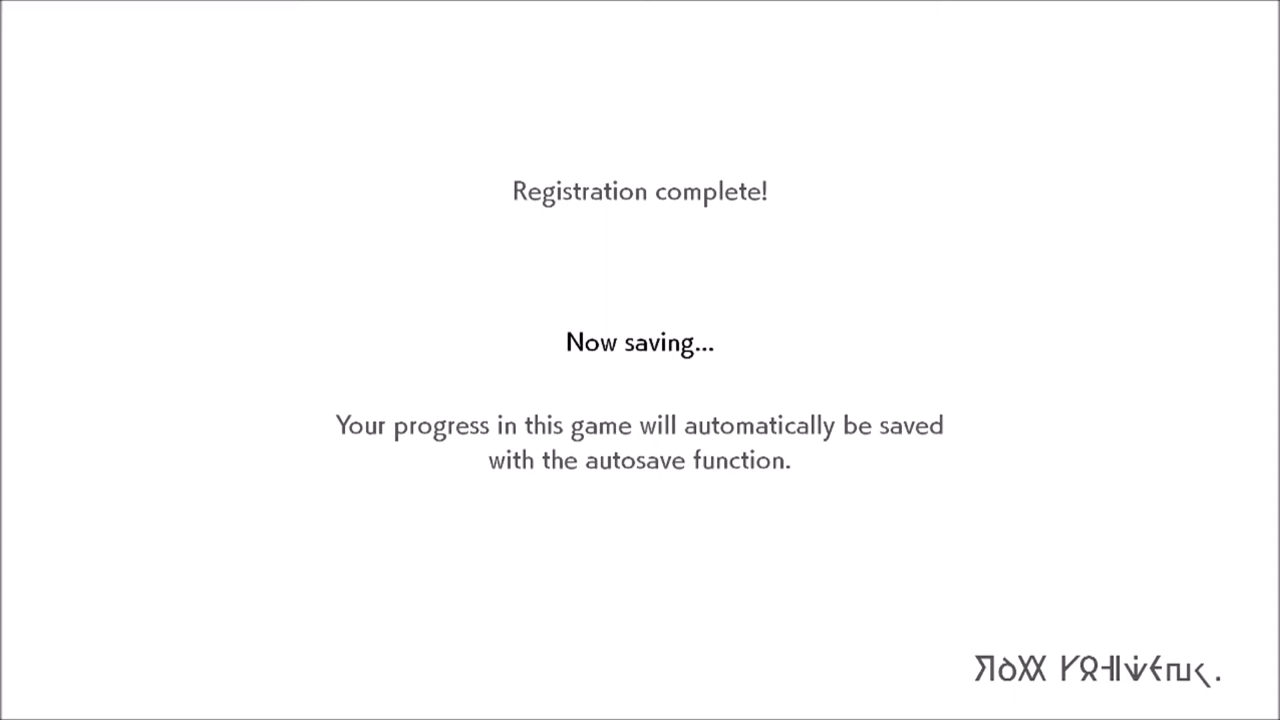 Registration complete!
Now saving...
Your progress in this game will automatically be saved
with the autosave function.